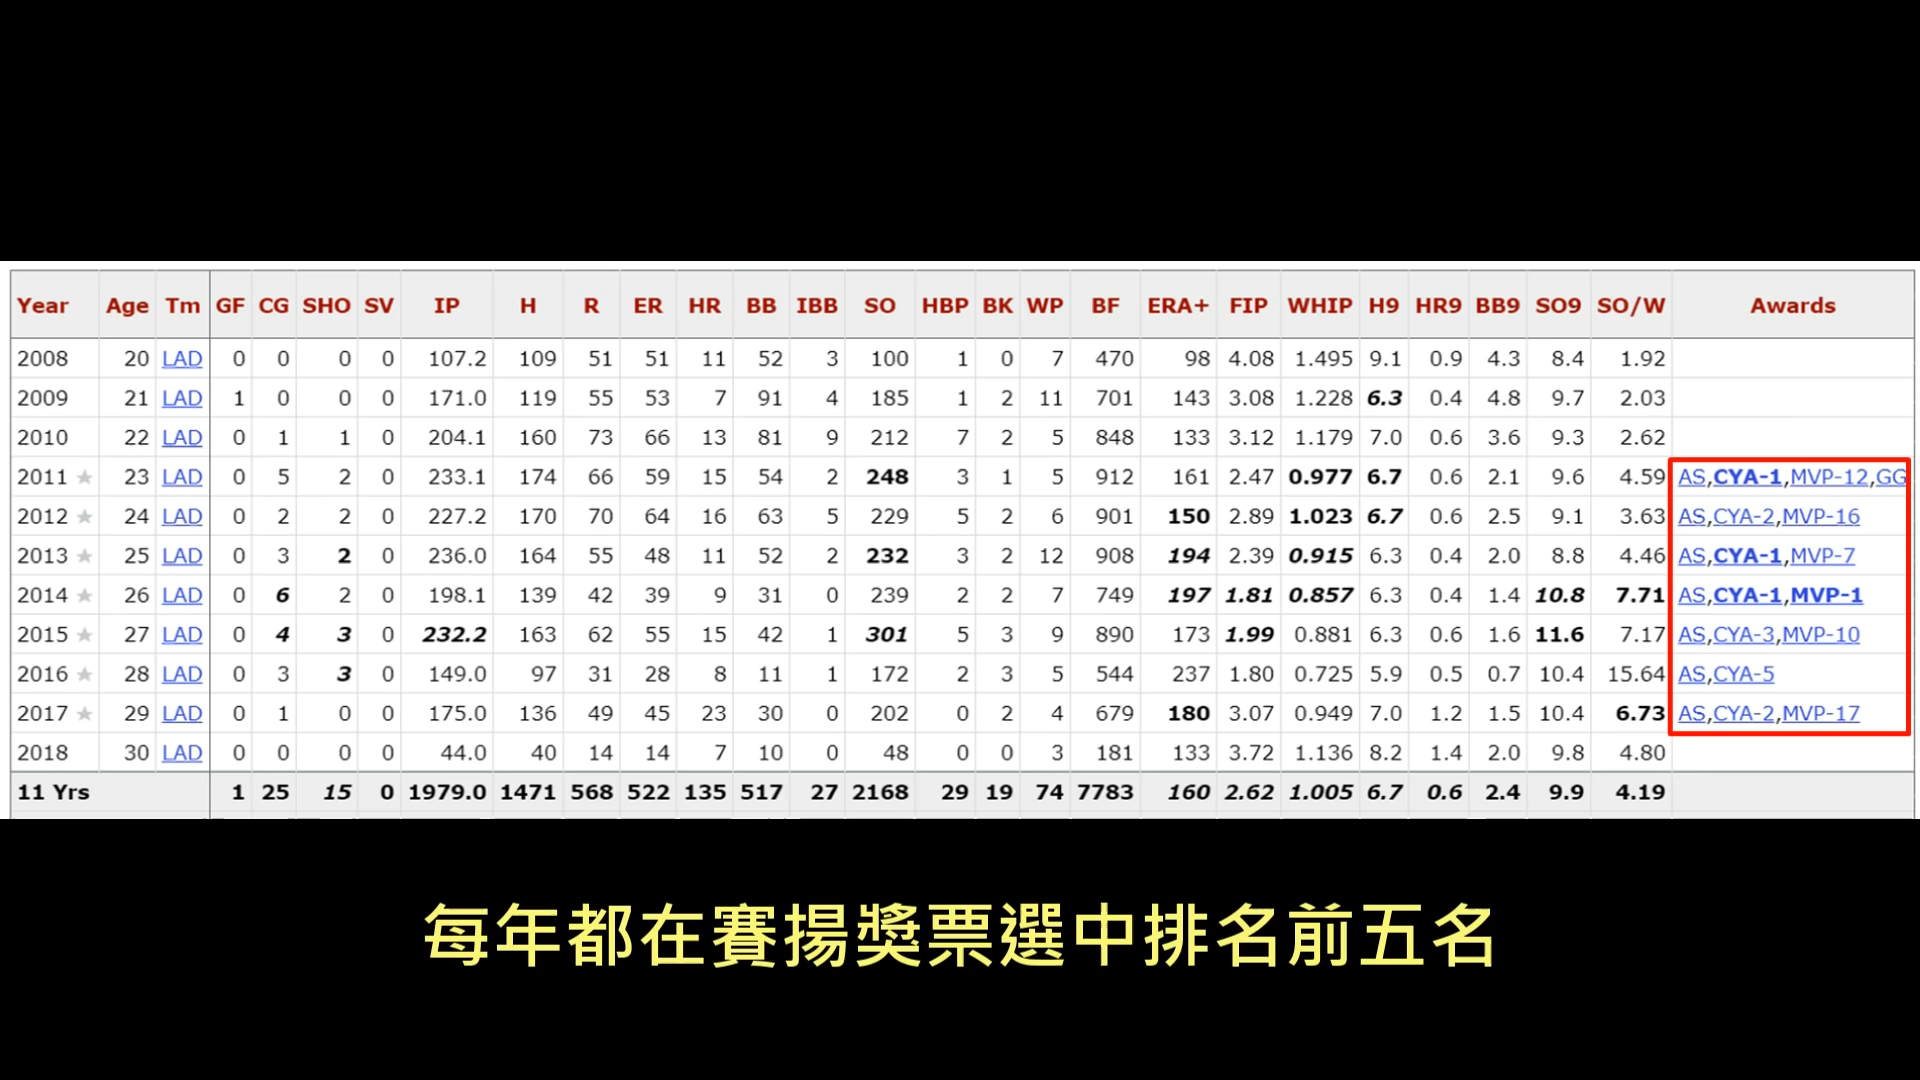 Year Age Tm GF CG SHO SV IP H R ER HR BB IBB SO HBP BK WP BF ERA+ FIP WHIP H9 HR9 BB9 SO9 SO/W Awards
2008 20 LAD 0 0 0 0 107.2 109 51 51 11 52 3 100 1 0 7 470 98 4.08 1.495 9.1 0.9 4.3 8.4 1.92
2009 21 LAD 1 0 0 0 171.0 119 55 53 7 91 4 185 1 2 11 701 143 3.08 1.228 6.3 0.4 4.8 9.7 2.03
2010 22 LAD 0 1 1 0 204.1 160 73 66 13 81 9 212 7 2 5 848 133 3.12 1.179 7.0 0.6 3.6 9.3 2.62
2011 ★ 23 LAD 0 5 2 0 233.1 174 66 59 15 54 2 248 3 1 5 912 161 2.47 0.977 6.7 0.6 2.1 9.6 4.59 AS,CYA-1,MVP-12,GG
2012 ★ 24 LAD 0 2 2 0 227.2 170 70 64 16 63 5 229 5 2 6 901 150 2.89 1.023 6.7 0.6 2.5 9.1 3.63 AS,CYA-2,MVP-16
2013 ★ 25 LAD 0 3 2 0 236.0 164 55 48 11 52 2 232 3 2 12 908 194 2.39 0.915 6.3 0.4 2.0 8.8 4.46 AS,CYA-1,MVP-7
2014 ★ 26 LAD 0 6 2 0 198.1 139 42 39 9 31 0 239 2 2 7 749 197 1.81 0.857 6.3 0.4 1.4 10.8 7.71 AS,CYA-1,MVP-1
2015 ★ 27 LAD 0 4 3 0 232.2 163 62 55 15 42 1 301 5 3 9 890 173 1.99 0.881 6.3 0.6 1.6 11.6 7.17 AS,CYA-3,MVP-10
2016 ★ 28 LAD 0 3 3 0 149.0 97 31 28 8 11 1 172 2 3 5 544 237 1.80 0.725 5.9 0.5 0.7 10.4 15.64 AS,CYA-5
2017 ★ 29 LAD 0 1 0 0 175.0 136 49 45 23 30 0 202 0 2 4 679 180 3.07 0.949 7.0 1.2 1.5 10.4 6.73 AS,CYA-2,MVP-17
2018 30 LAD 0 0 0 0 44.0 40 14 14 7 10 0 48 0 0 3 181 133 3.72 1.136 8.2 1.4 2.0 9.8 4.80
11 Yrs 1 25 15 0 1979.0 1471 568 522 135 517 27 2168 29 19 74 7783 160 2.62 1.005 6.7 0.6 2.4 9.9 4.19
每年都在賽揚獎票選中排名前五名